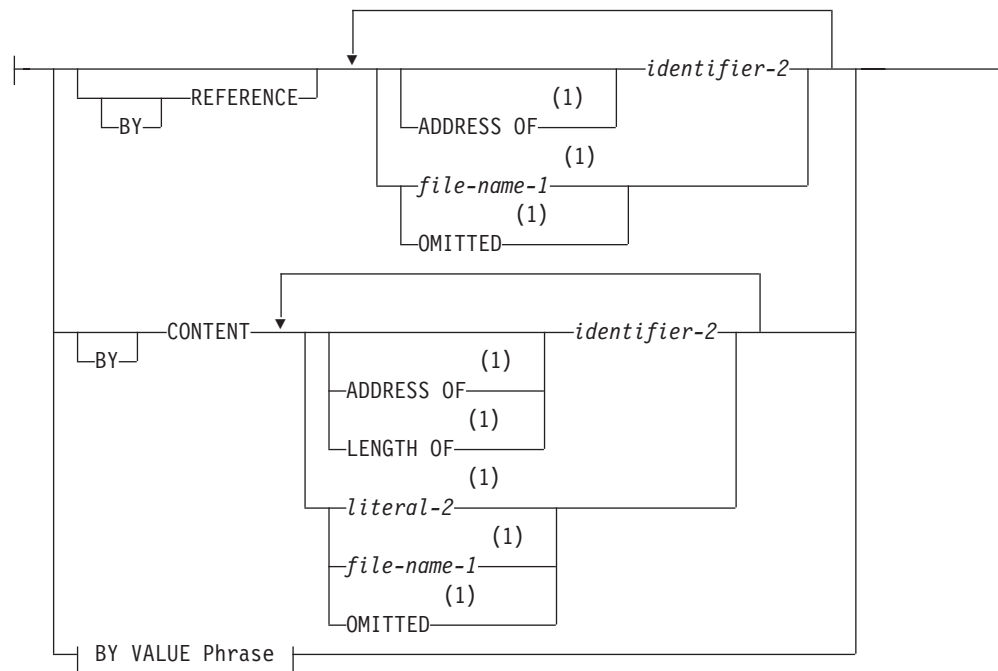 identifier-2
REFERENCE (1)
BY ADDRESS OF
(1)
file-name-1
(1)
OMITTED
CONTENT identifier-2
BY (1)
ADDRESS OF
(1)
LENGTH OF
(1)
literal-2
(1)
file-name-1
(1)
OMITTED
BY VALUE Phrase